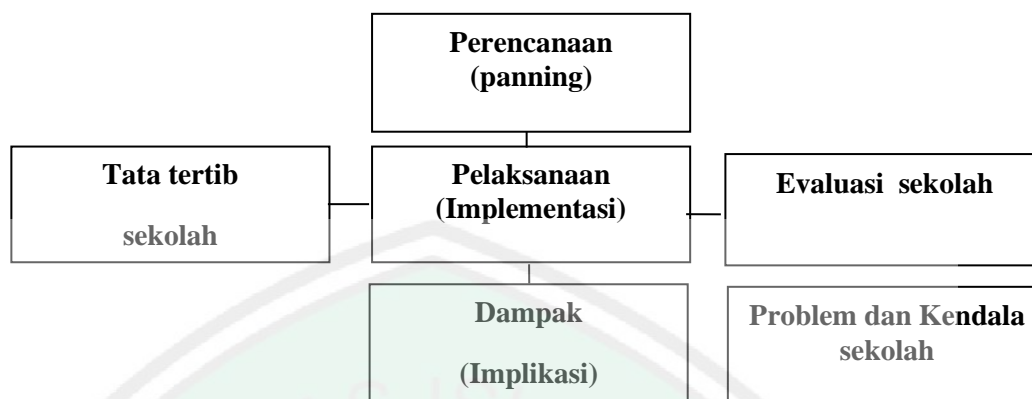 Perencanaan
(panning)
Tata tertib
sekolah
Pelaksanaan
(Implementasi)
Evaluasi sekolah
Dampak
(Implikasi)
Problem dan Kendala
sekolah